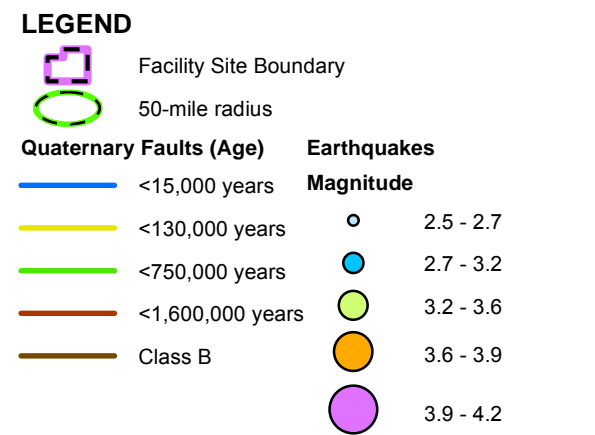 LEGEND
Facility Site Boundary
50-mile radius
Quaternary Faults (Age)
<15,000 years
<130,000 years
<750,000 years
<1,600,000 years
Class B
Earthquakes
Magnitude
2.5 - 2.7
2.7 - 3.2
3.2 - 3.6
3.6 - 3.9
3.9 - 4.2